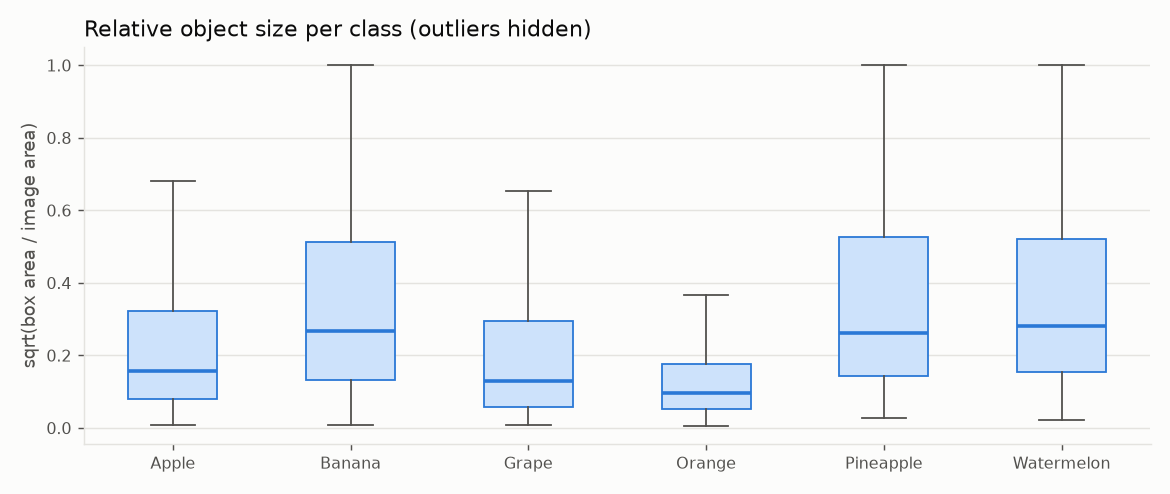 Relative object size per class (outliers hidden)
sqrt(box area / image area)
1.0
0.8
0.6
0.4
0.2
0.0
Apple Banana Grape Orange Pineapple Watermelon